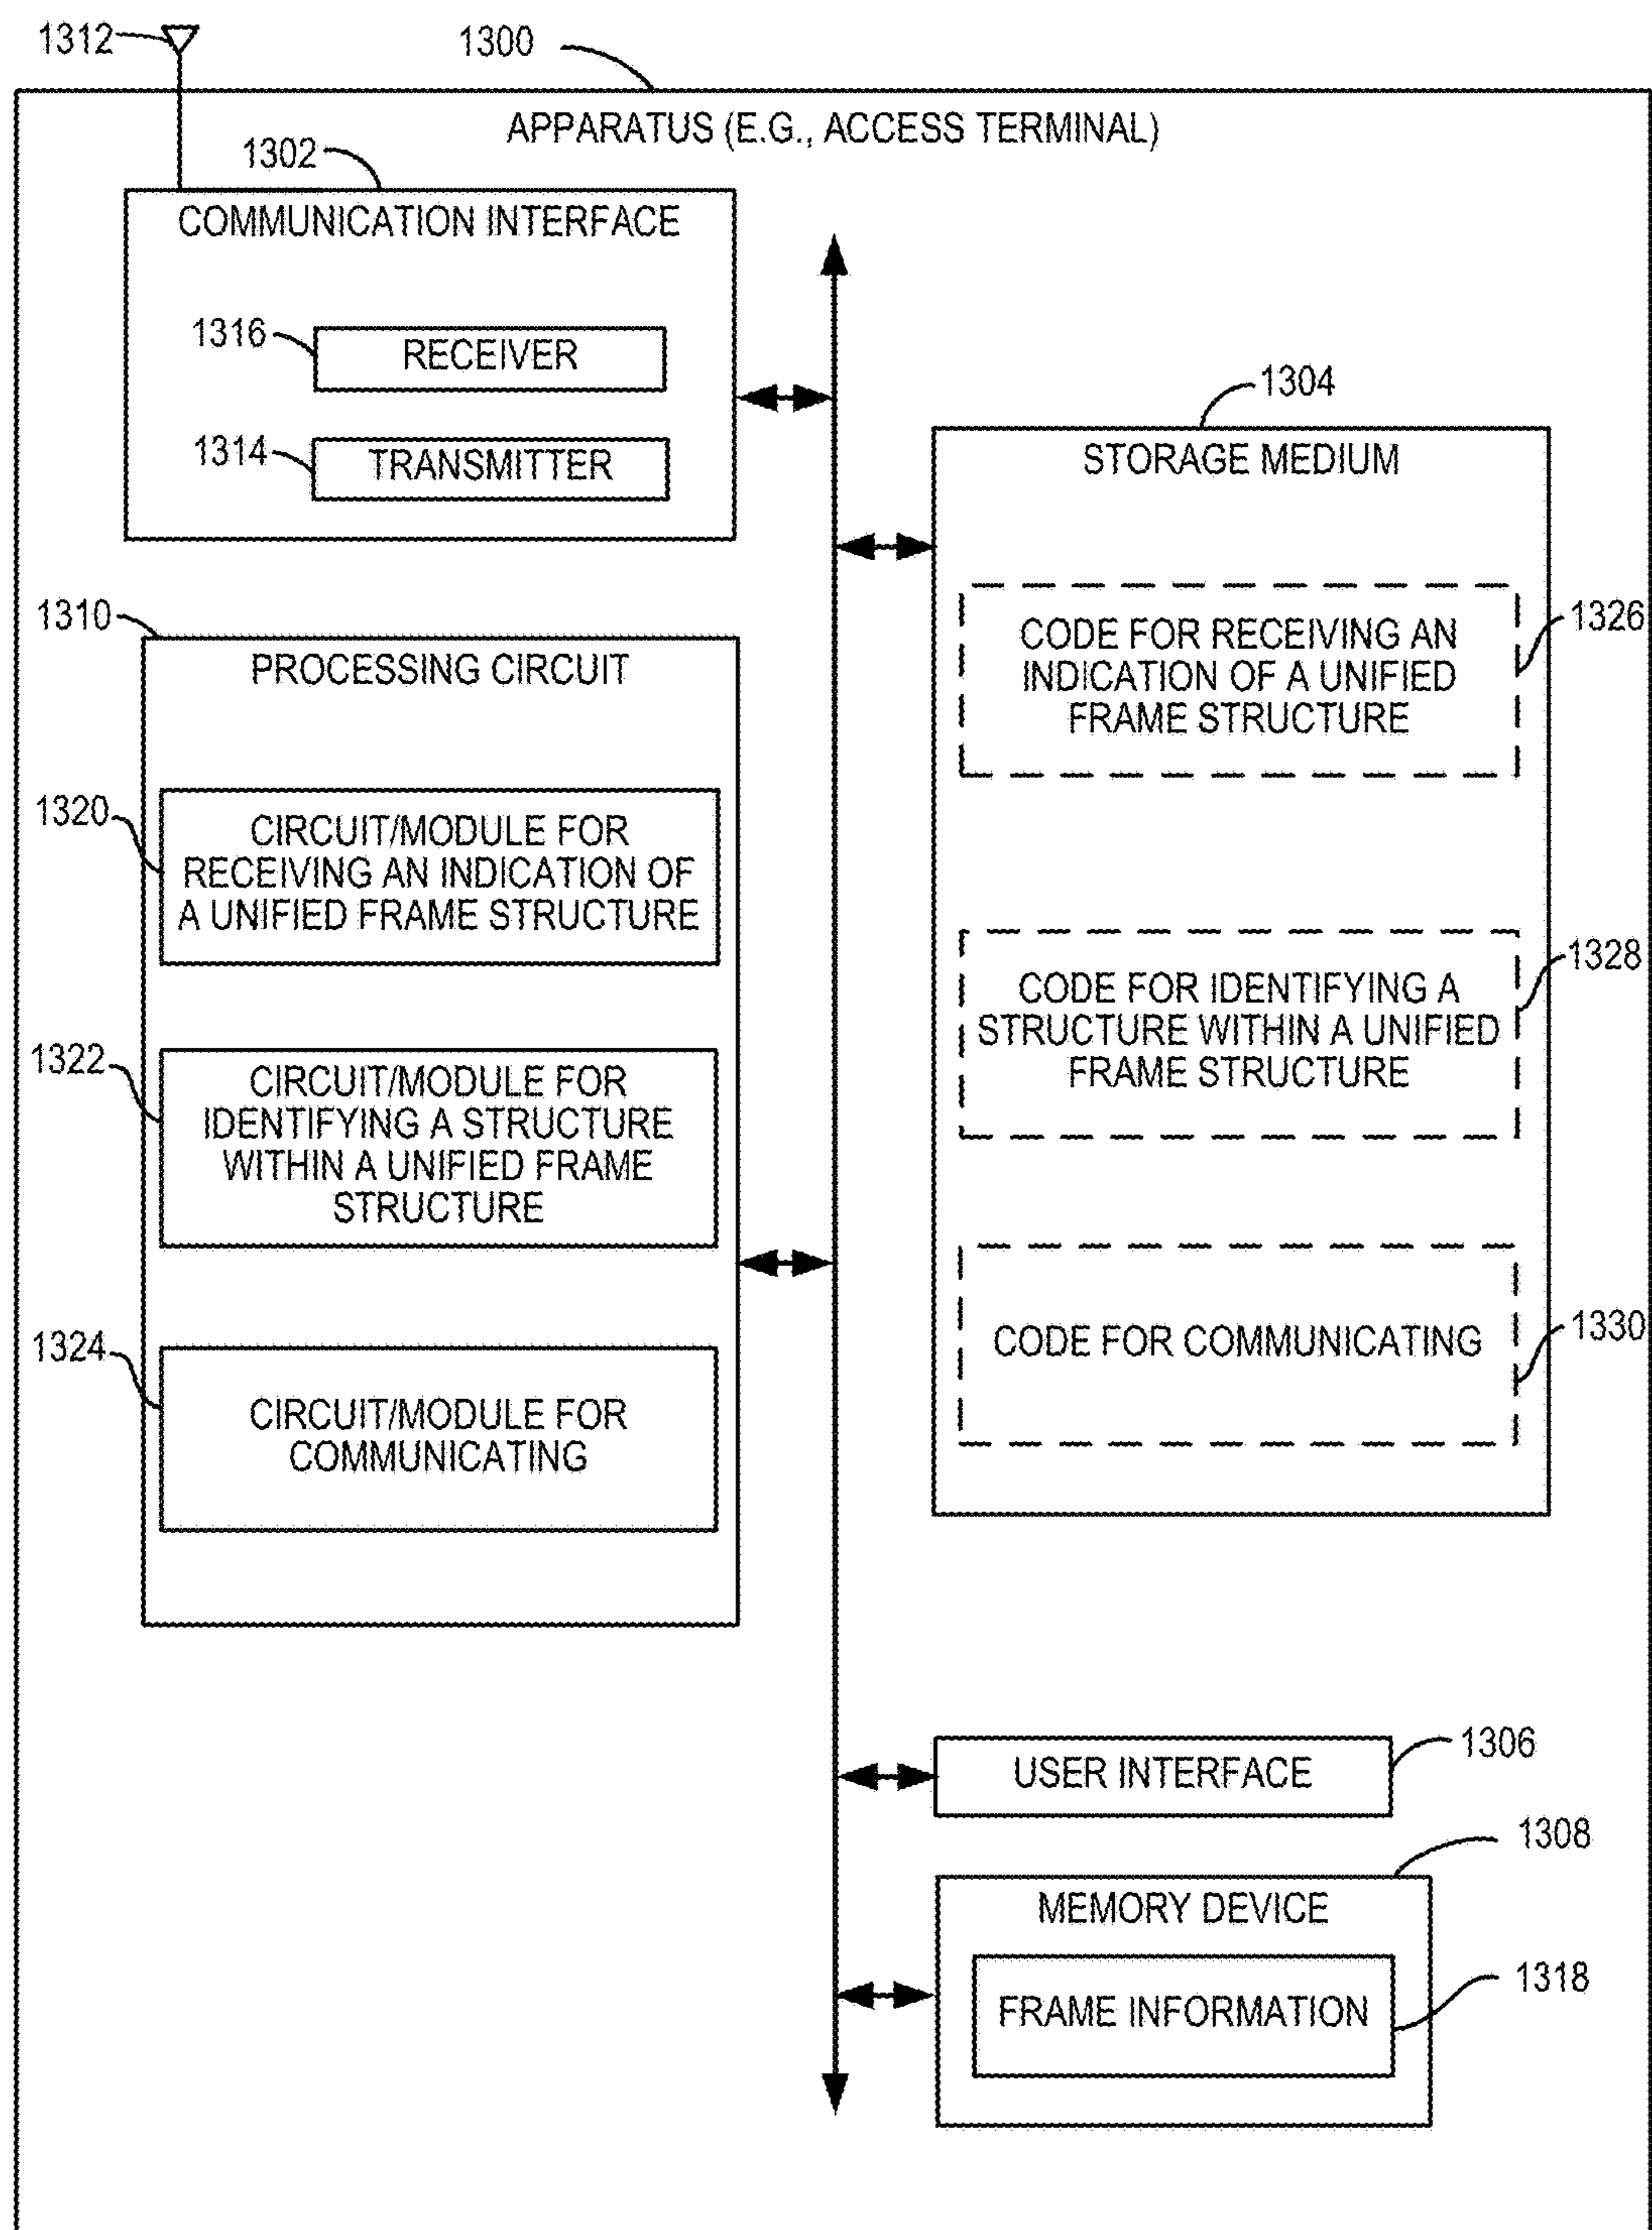 1312
1300
APPARATUS (E.G., ACCESS TERMINAL)
1302
COMMUNICATION INTERFACE
1316
RECEIVER
1314
TRANSMITTER
1304
STORAGE MEDIUM
1326
CODE FOR RECEIVING AN
INDICATION OF A UNIFIED
FRAME STRUCTURE
1328
CODE FOR IDENTIFYING A
STRUCTURE WITHIN A UNIFIED
FRAME STRUCTURE
1330
CODE FOR COMMUNICATING
1310
PROCESSING CIRCUIT
1320
CIRCUIT/MODULE FOR
RECEIVING AN INDICATION OF
A UNIFIED FRAME STRUCTURE
1322
CIRCUIT/MODULE FOR
IDENTIFYING A STRUCTURE
WITHIN A UNIFIED FRAME
STRUCTURE
1324
CIRCUIT/MODULE FOR
COMMUNICATING
1306
USER INTERFACE
1308
MEMORY DEVICE
1318
FRAME INFORMATION